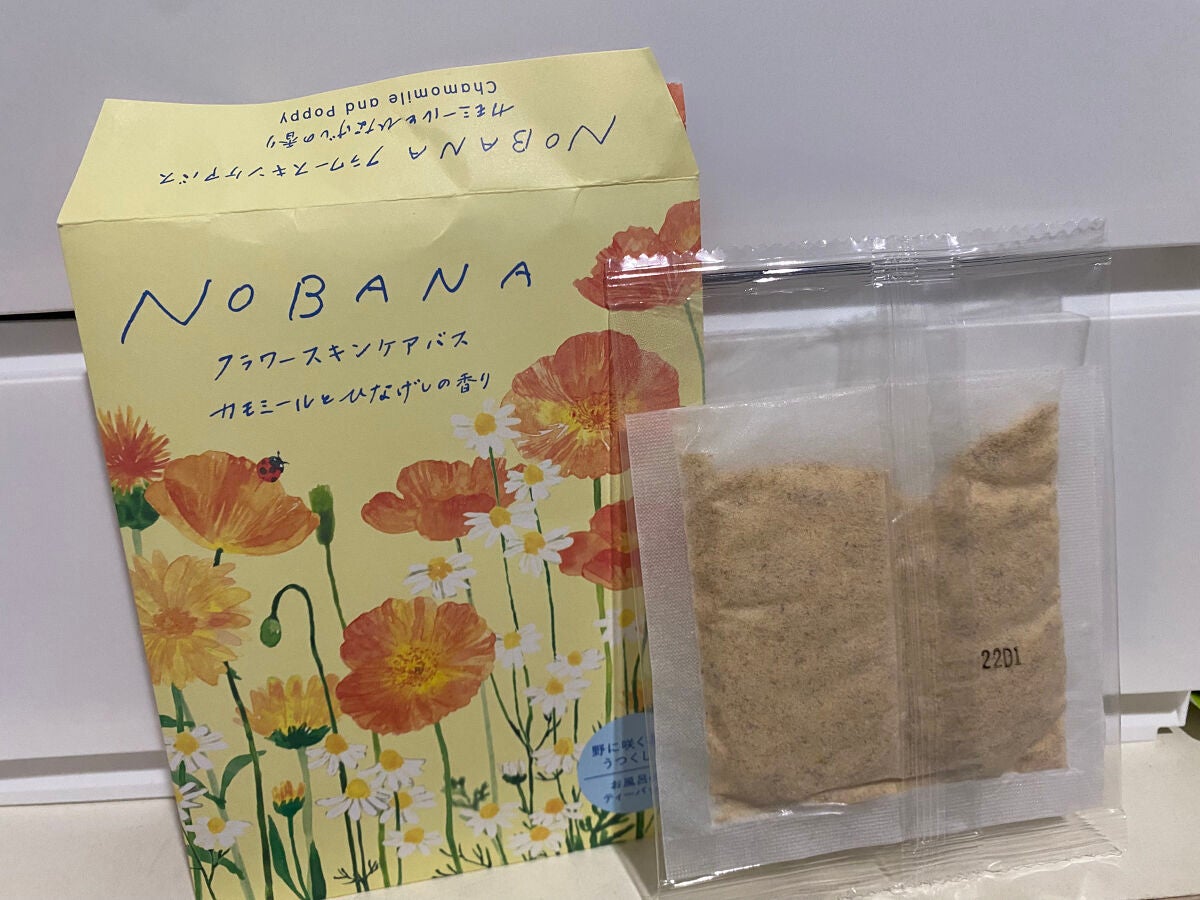 Chamomile and Poppy
カモミールとひなげしの香り
NOBANA フラワースキンケアバス
NOBANA
フラワースキンケアバス
カモミールとひなげしの香り
野に咲く
うつくし
お風呂
ティーバ
22D1